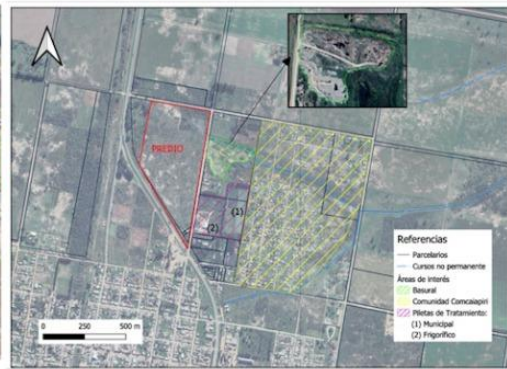 PREDIO
(1)
(2)
Referencias
Parcelarios
Cursos no permanente
Áreas de interés
Basural
Comunidad Comcaiapiri
Piletas de Tratamiento:
(1) Municipal
(2) Frigorífico
0 250 500 m